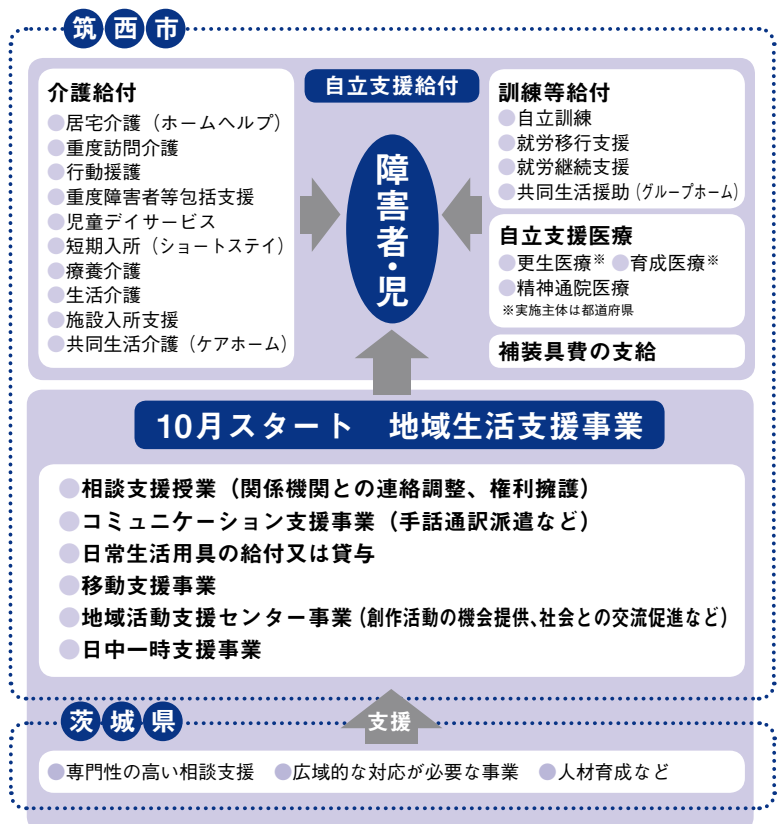 筑西市
自立支援給付
介護給付
●居宅介護（ホームヘルプ）
●重度訪問介護
●行動援護
●重度障害者等包括支援
●児童デイサービス
●短期入所（ショートステイ）
●療養介護
●生活介護
●施設入所支援
●共同生活介護（ケアホーム）
障害者・児
訓練等給付
●自立訓練
●就労移行支援
●就労継続支援
●共同生活援助（グループホーム）
自立支援医療
●更生医療※ ●育成医療※
●精神通院医療
※実施主体は都道府県
補装具費の支給
10月スタート　地域生活支援事業
●相談支援授業（関係機関との連絡調整、権利擁護）
●コミュニケーション支援事業（手話通訳派遣など）
●日常生活用具の給付又は貸与
●移動支援事業
●地域活動支援センター事業（創作活動の機会提供、社会との交流促進など）
●日中一時支援事業
茨城県
支援
●専門性の高い相談支援 ●広域的な対応が必要な事業 ●人材育成など